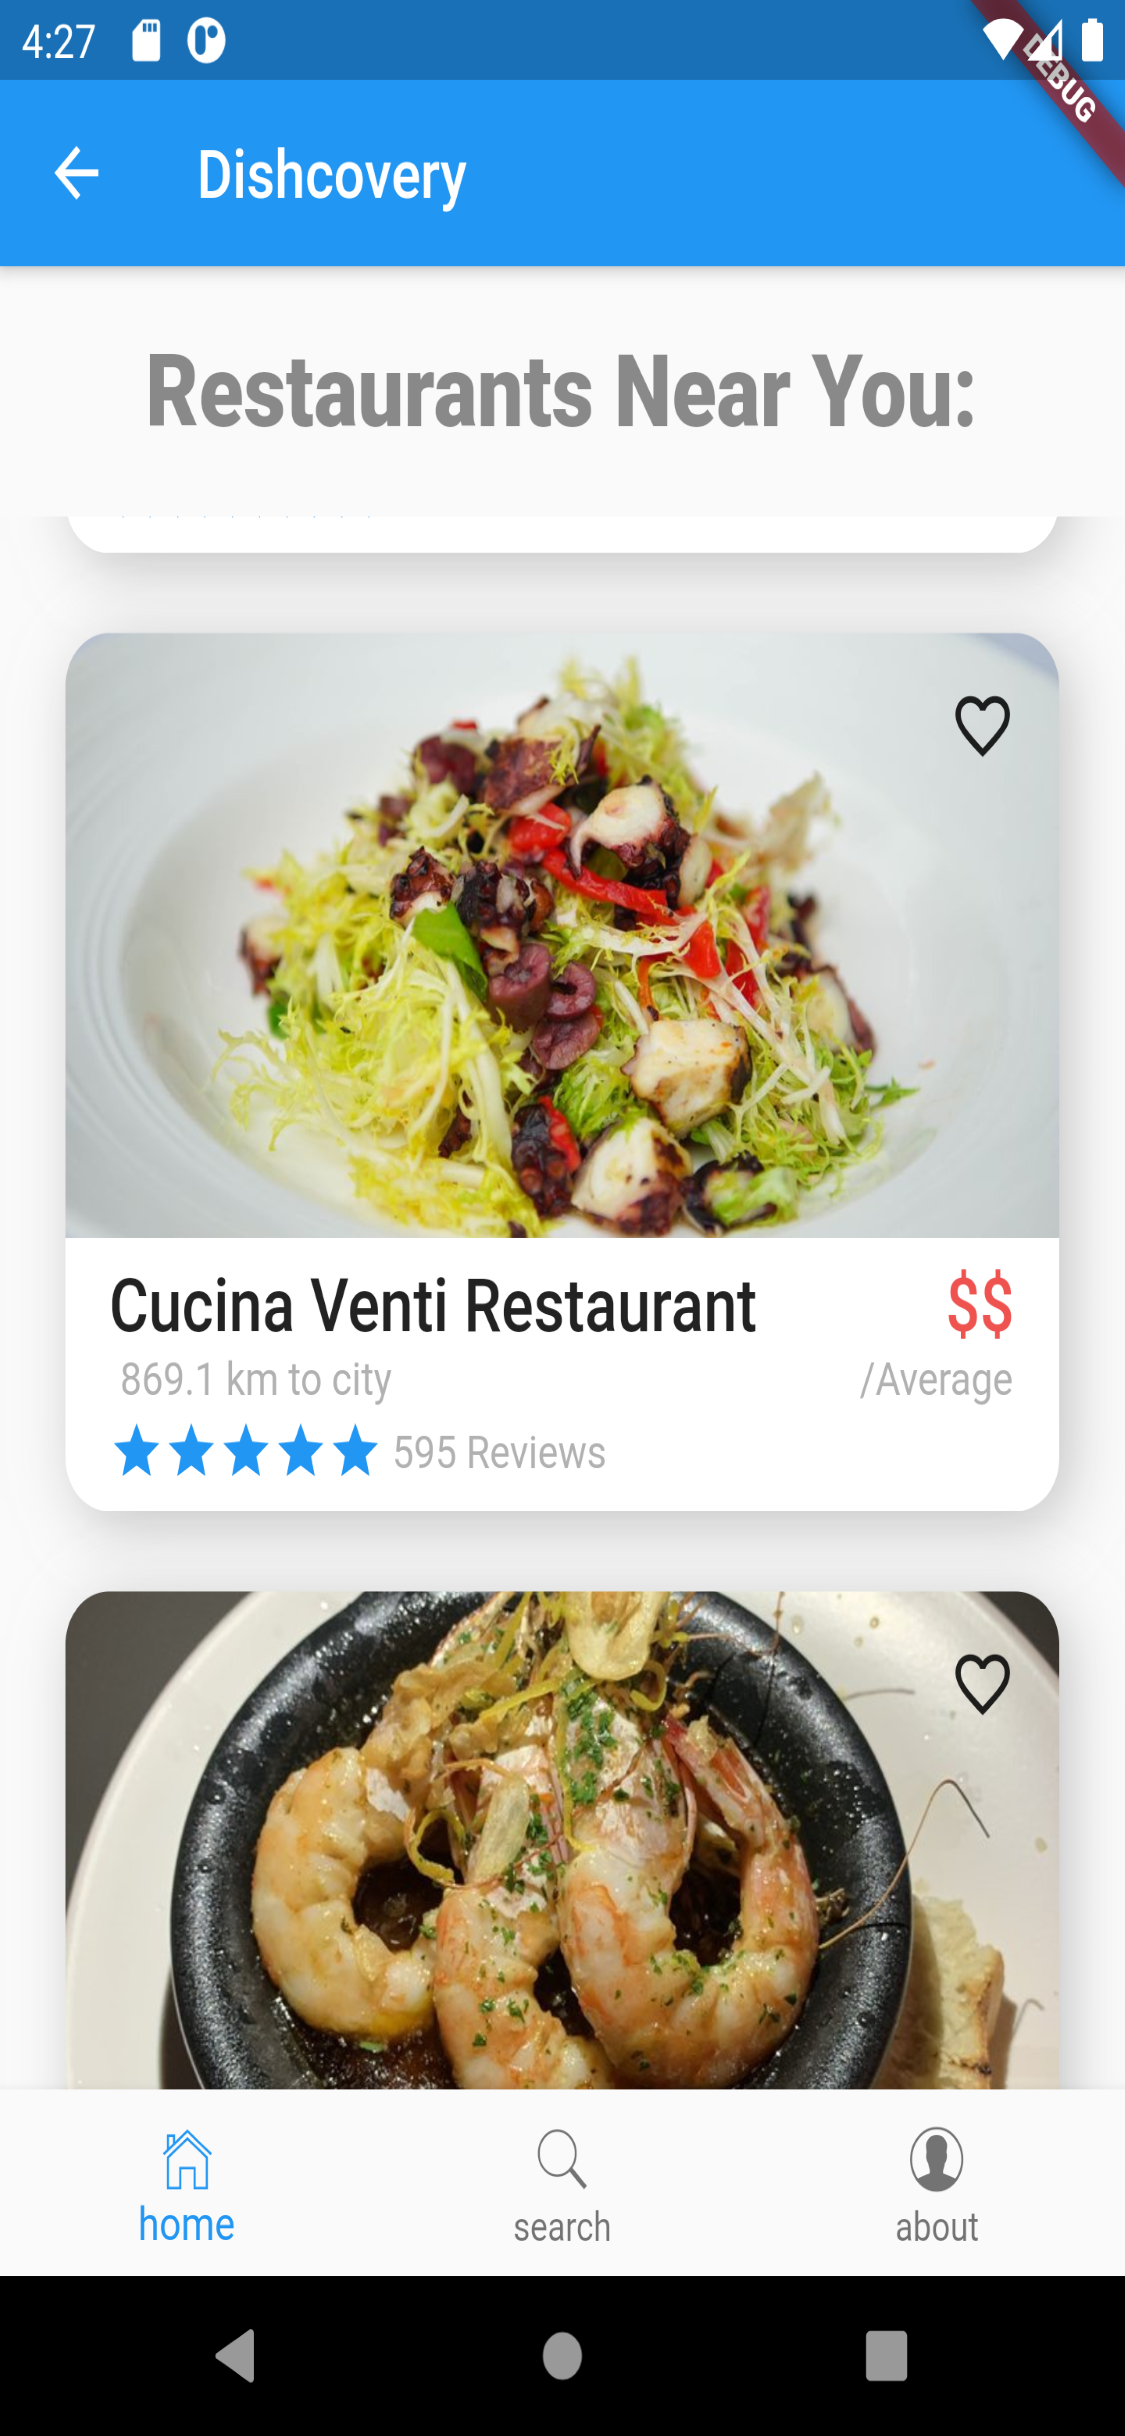 4:27
DEBUG
Dishcovery
Restaurants Near You:
Cucina Venti Restaurant
$$
869.1 km to city
/Average
595 Reviews
home
search
about